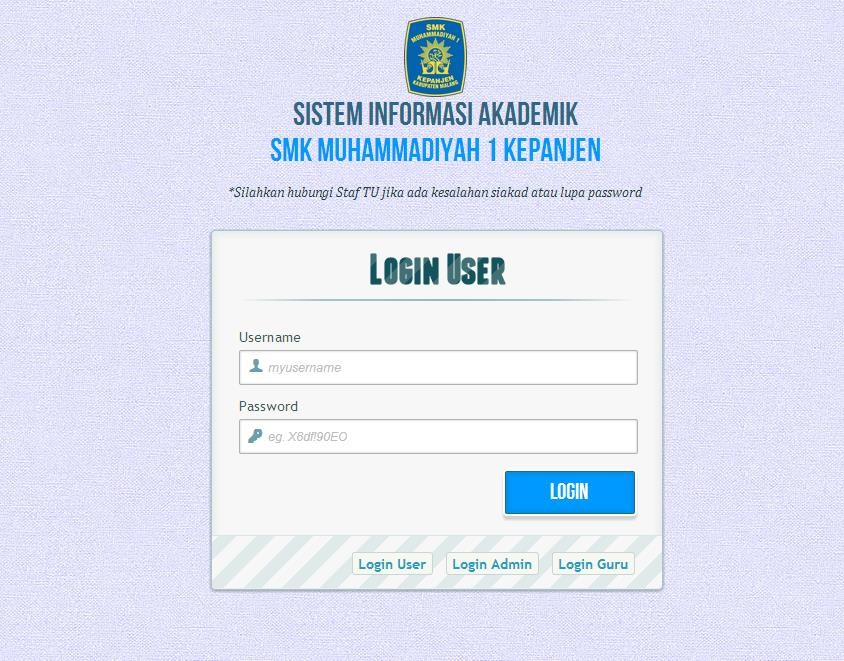 SMK
MUHAMMADIYAH 1
KEPANJEN
KABUPATEN MALANG
SISTEM INFORMASI AKADEMIK
SMK MUHAMMADIYAH 1 KEPANJEN
*Silahkan hubungi Staf TU jika ada kesalahan siakad atau lupa password
LOGIN USER
Username
myusername
Password
eg. X8df!90EO
LOGIN
Login User Login Admin Login Guru